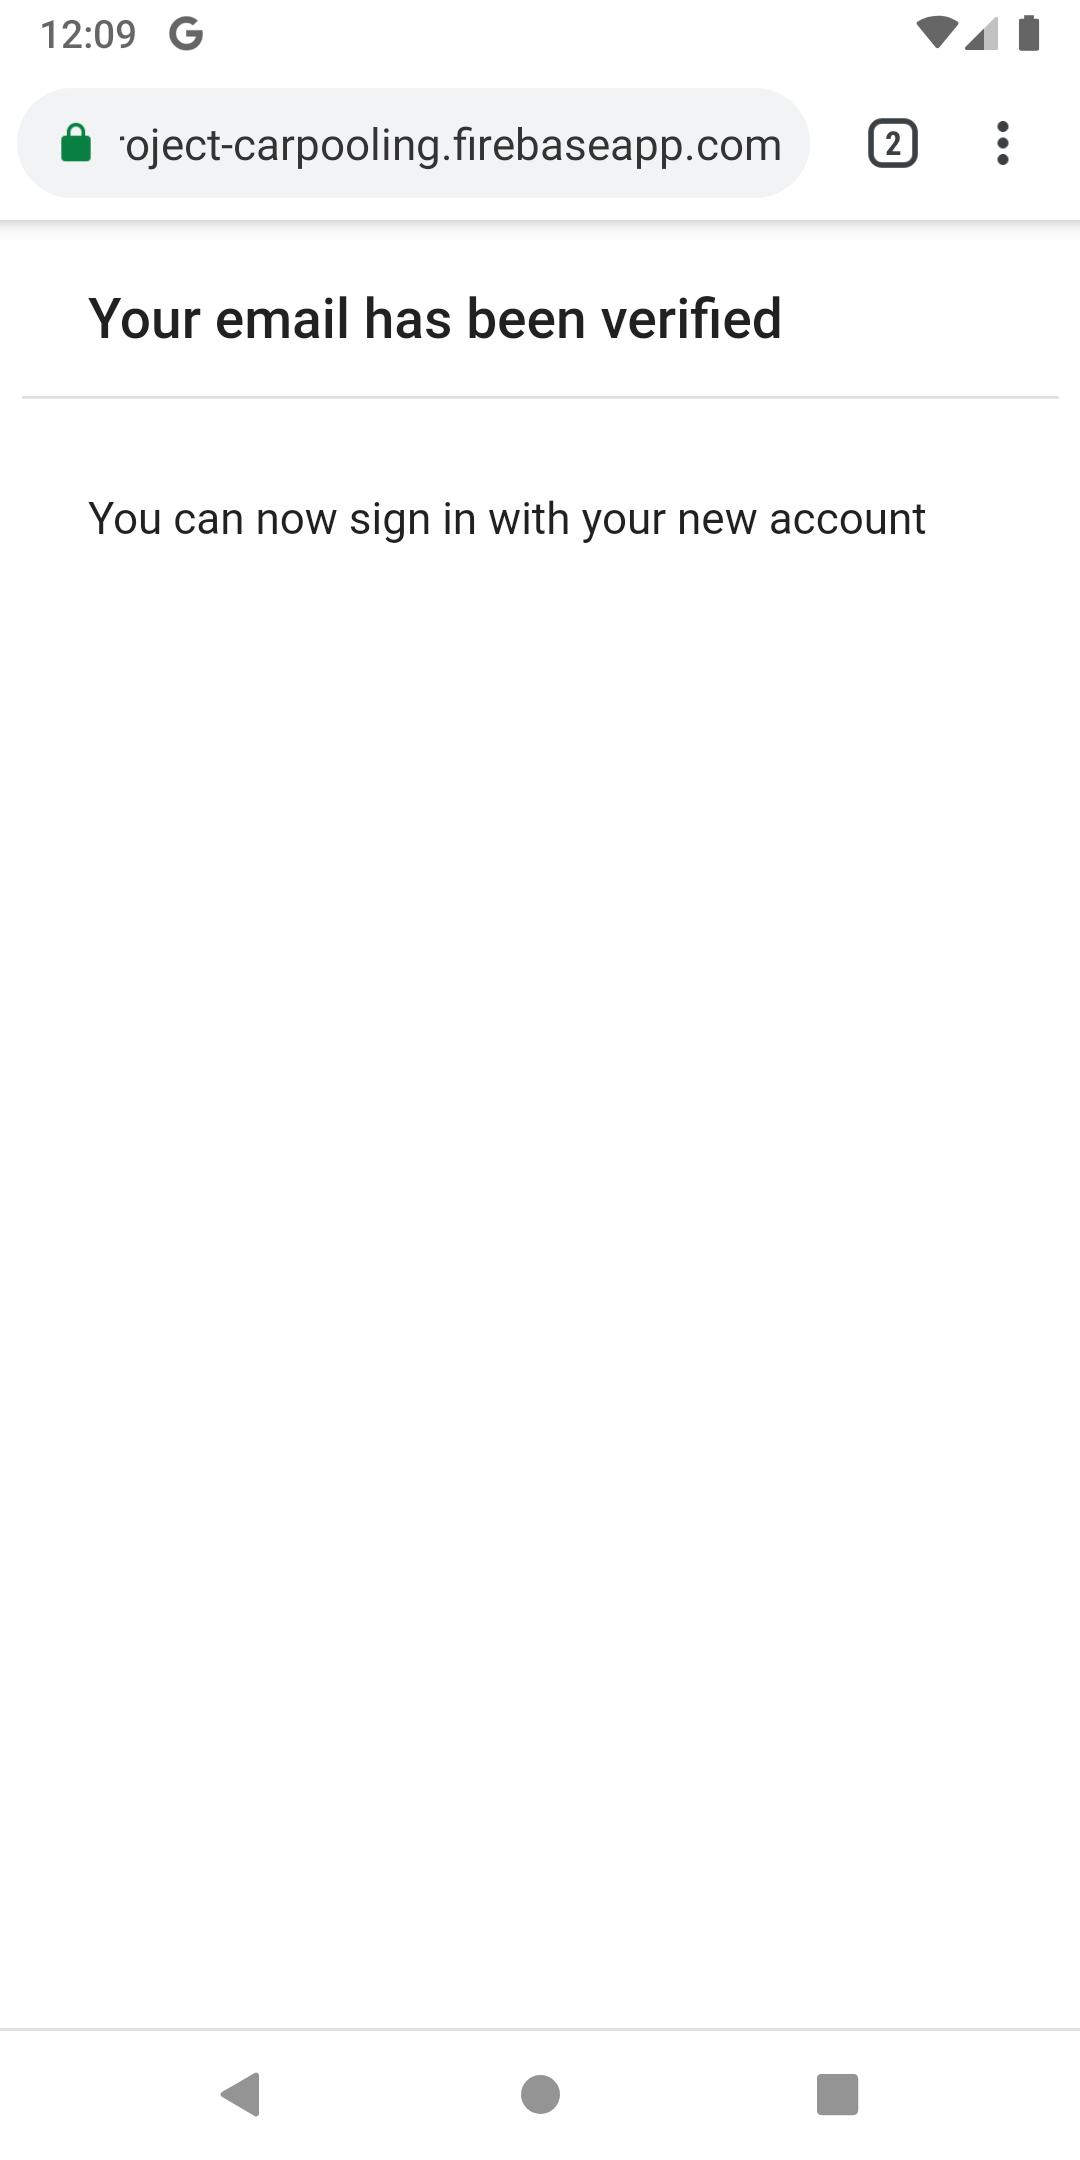 12:09
oject-carpooling.firebaseapp.com
2
Your email has been verified
You can now sign in with your new account